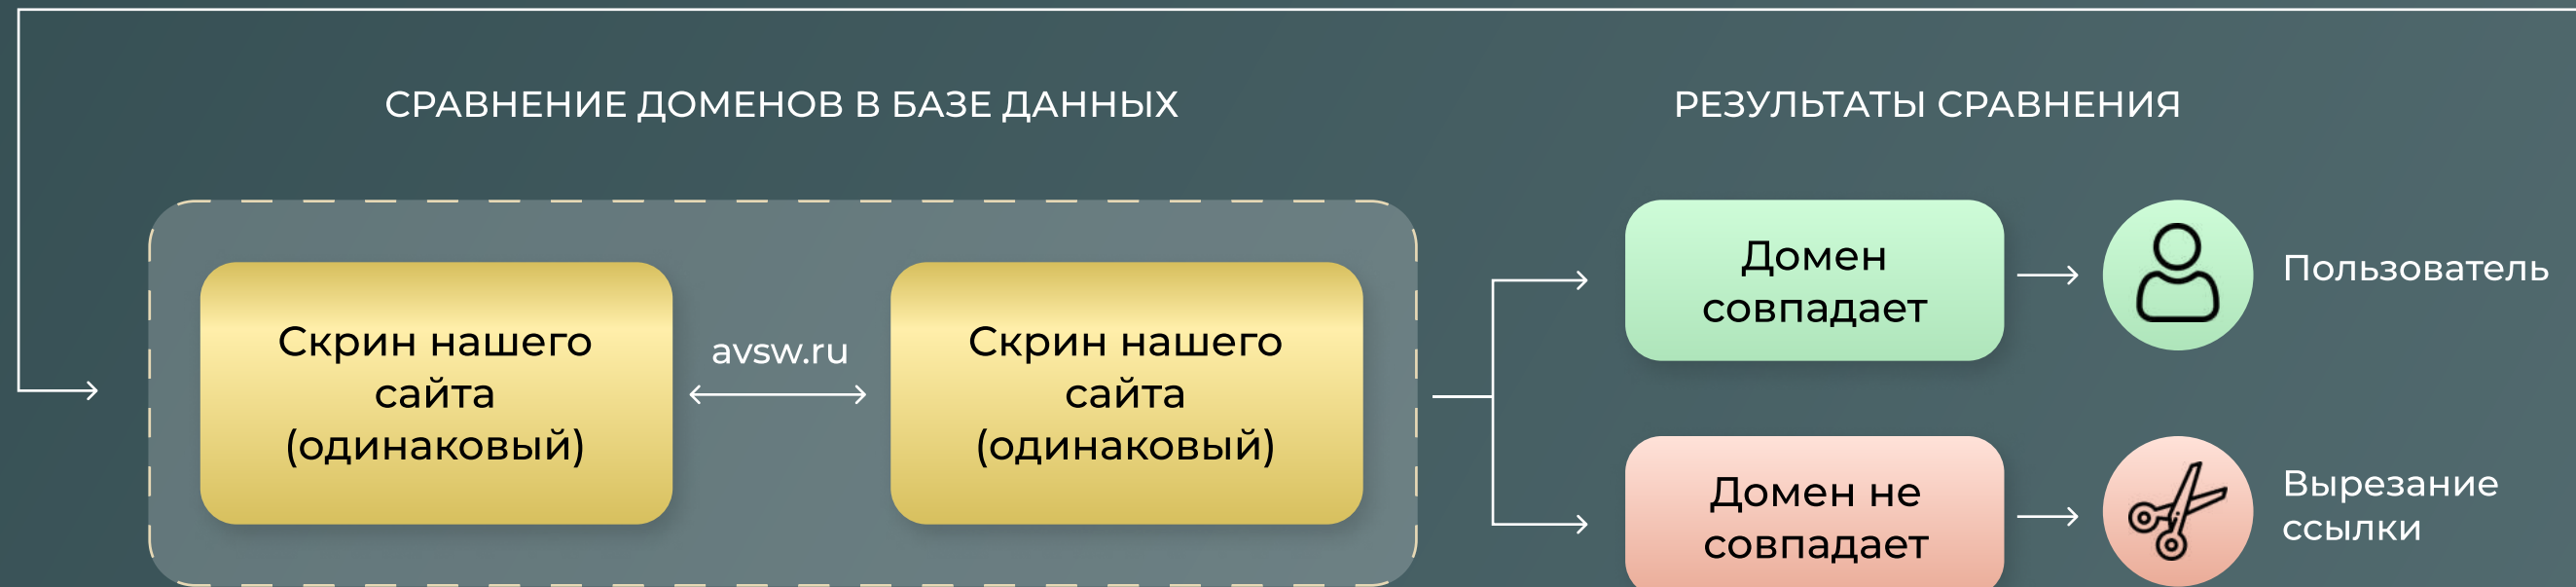 СРАВНЕНИЕ ДОМЕНОВ В БАЗЕ ДАННЫХ
РЕЗУЛЬТАТЫ СРАВНЕНИЯ
Скрин нашего
сайта
(одинаковый)
avsw.ru
Скрин нашего
сайта
(одинаковый)
Домен
совпадает
Пользователь
Домен не
совпадает
Вырезание
ссылки